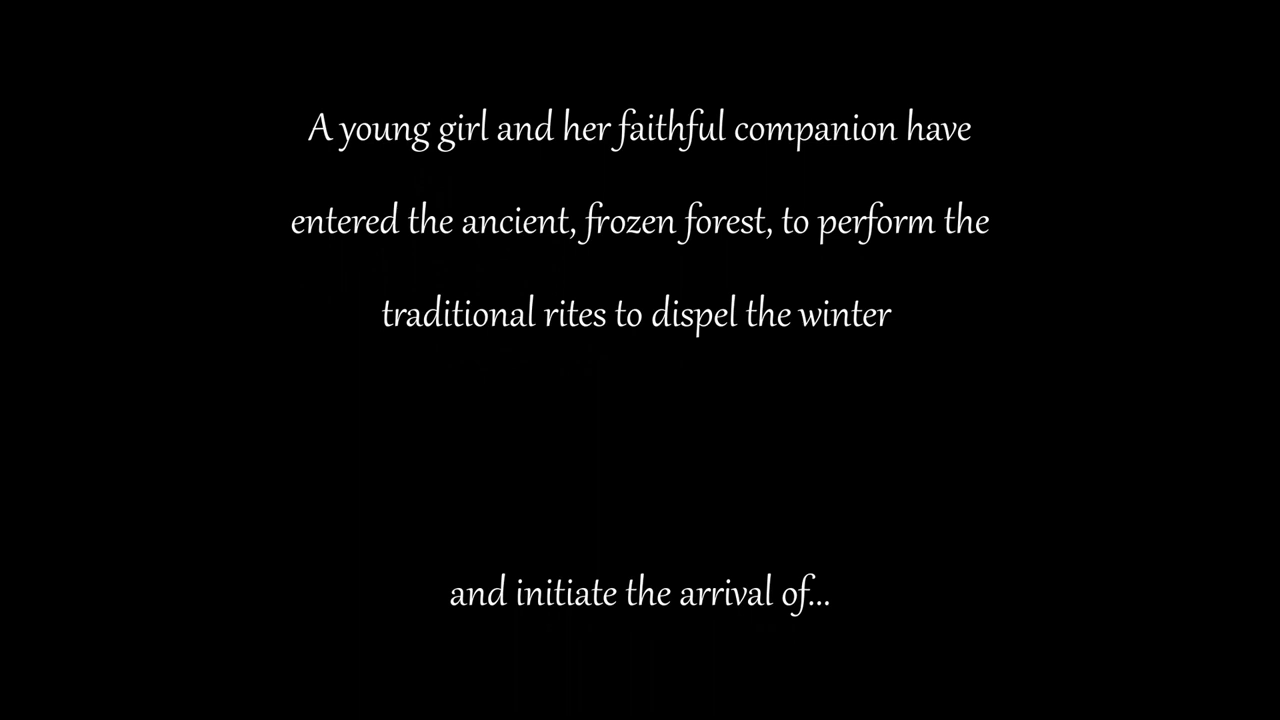 A young girl and her faithful companion have
entered the ancient, frozen forest, to perform the
traditional rites to dispel the winter
and initiate the arrival of...